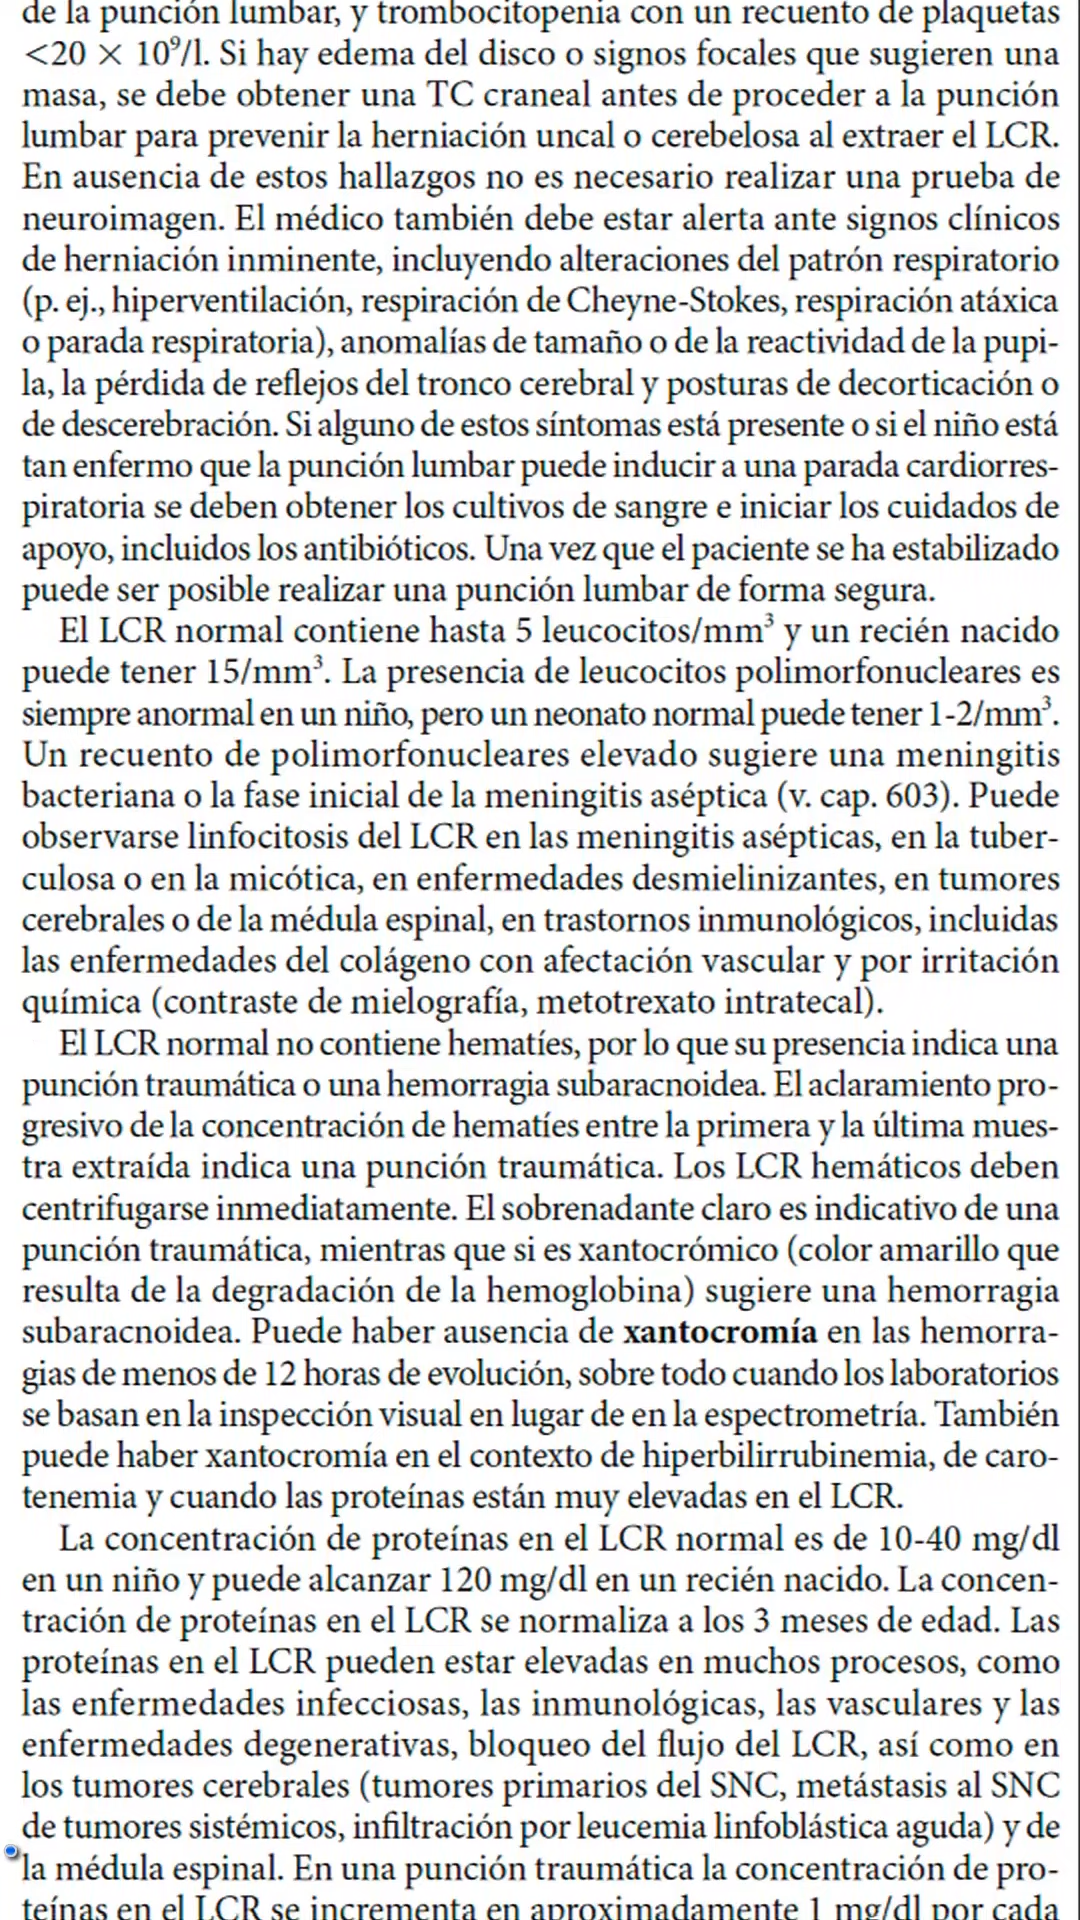 de la punción lumbar, y trombocitopenia con un recuento de plaquetas
<20 × 10⁹/l. Si hay edema del disco o signos focales que sugieren una
masa, se debe obtener una TC craneal antes de proceder a la punción
lumbar para prevenir la herniación uncal o cerebelosa al extraer el LCR.
En ausencia de estos hallazgos no es necesario realizar una prueba de
neuroimagen. El médico también debe estar alerta ante signos clínicos
de herniación inminente, incluyendo alteraciones del patrón respiratorio
(p. ej., hiperventilación, respiración de Cheyne-Stokes, respiración atáxica
o parada respiratoria), anomalías de tamaño o de la reactividad de la pupi-
la, la pérdida de reflejos del tronco cerebral y posturas de decorticación o
de descerebración. Si alguno de estos síntomas está presente o si el niño está
tan enfermo que la punción lumbar puede inducir a una parada cardiorres-
piratoria se deben obtener los cultivos de sangre e iniciar los cuidados de
apoyo, incluidos los antibióticos. Una vez que el paciente se ha estabilizado
puede ser posible realizar una punción lumbar de forma segura.
El LCR normal contiene hasta 5 leucocitos/mm³ y un recién nacido
puede tener 15/mm³. La presencia de leucocitos polimorfonucleares es
siempre anormal en un niño, pero un neonato normal puede tener 1-2/mm³.
Un recuento de polimorfonucleares elevado sugiere una meningitis
bacteriana o la fase inicial de la meningitis aséptica (v. cap. 603). Puede
observarse linfocitosis del LCR en las meningitis asépticas, en la tuber-
culosa o en la micótica, en enfermedades desmielinizantes, en tumores
cerebrales o de la médula espinal, en trastornos inmunológicos, incluidas
las enfermedades del colágeno con afectación vascular y por irritación
química (contraste de mielografía, metotrexato intratecal).
El LCR normal no contiene hematíes, por lo que su presencia indica una
punción traumática o una hemorragia subaracnoidea. El aclaramiento pro-
gresivo de la concentración de hematíes entre la primera y la última mues-
tra extraída indica una punción traumática. Los LCR hemáticos deben
centrifugarse inmediatamente. El sobrenadante claro es indicativo de una
punción traumática, mientras que si es xantocrómico (color amarillo que
resulta de la degradación de la hemoglobina) sugiere una hemorragia
subaracnoidea. Puede haber ausencia de xantocromía en las hemorra-
gias de menos de 12 horas de evolución, sobre todo cuando los laboratorios
se basan en la inspección visual en lugar de en la espectrometría. También
puede haber xantocromía en el contexto de hiperbilirrubinemia, de caro-
tenemia y cuando las proteínas están muy elevadas en el LCR.
La concentración de proteínas en el LCR normal es de 10-40 mg/dl
en un niño y puede alcanzar 120 mg/dl en un recién nacido. La concen-
tración de proteínas en el LCR se normaliza a los 3 meses de edad. Las
proteínas en el LCR pueden estar elevadas en muchos procesos, como
las enfermedades infecciosas, las inmunológicas, las vasculares y las
enfermedades degenerativas, bloqueo del flujo del LCR, así como en
los tumores cerebrales (tumores primarios del SNC, metástasis al SNC
de tumores sistémicos, infiltración por leucemia linfoblástica aguda) y de
la médula espinal. En una punción traumática la concentración de pro-
teínas en el LCR se incrementa en aproximadamente 1 mg/dl por cada